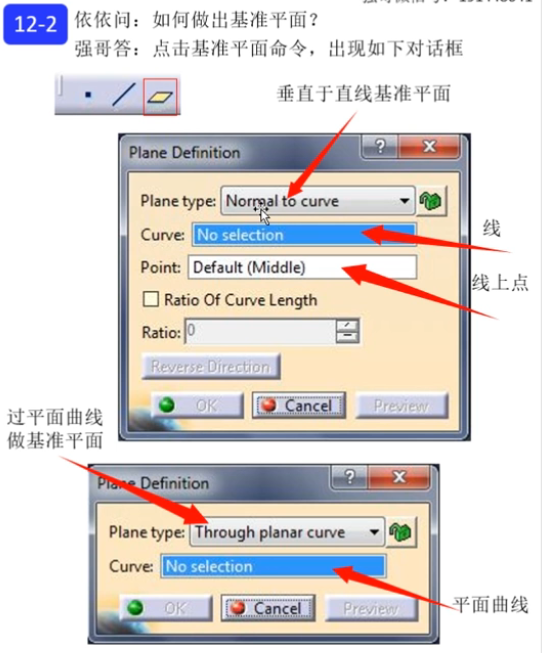 12-2
依依问：如何做出基准平面？
强哥答：点击基准平面命令，出现如下对话框
垂直于直线基准平面
Plane Definition
Plane type: Normal to curve
Curve: No selection
线
Point: Default (Middle)
线上点
Ratio Of Curve Length
Ratio: 0
Reverse Direction
OK Cancel Preview
过平面曲线
做基准平面
Plane Definition
Plane type: Through planar curve
Curve: No selection
OK Cancel Preview
平面曲线